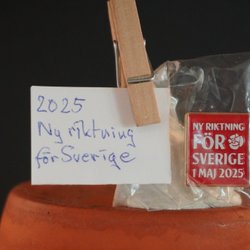 2025
Ny riktning
för Sverige
NY RIKTNING
FÖR
SVERIGE
1 MAJ 2025